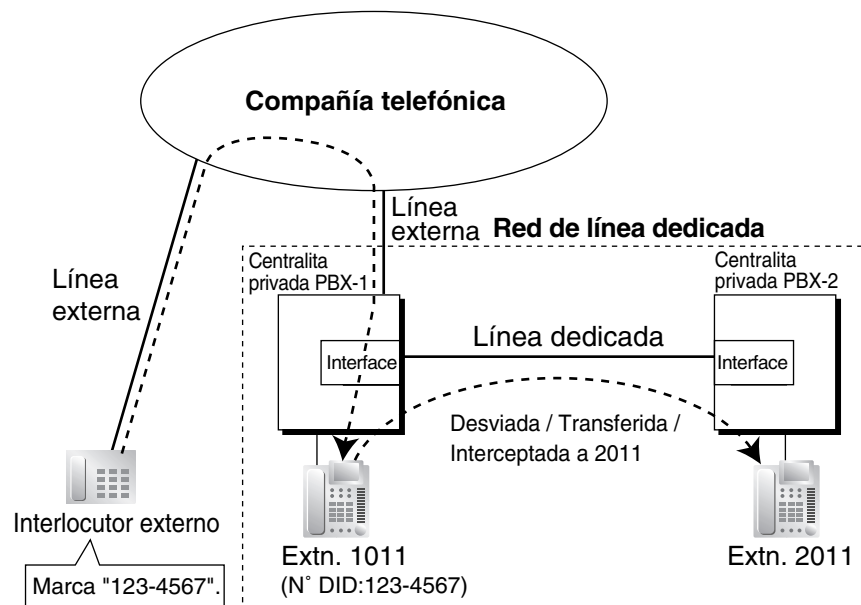 Compañía telefónica
Línea
externa
Red de línea dedicada
Línea
externa
Centralita
privada PBX-1
Centralita
privada PBX-2
Interface
Línea dedicada
Interface
Desviada / Transferida /
Interceptada a 2011
Interlocutor externo
Marca "123-4567".
Extn. 1011
(N° DID:123-4567)
Extn. 2011